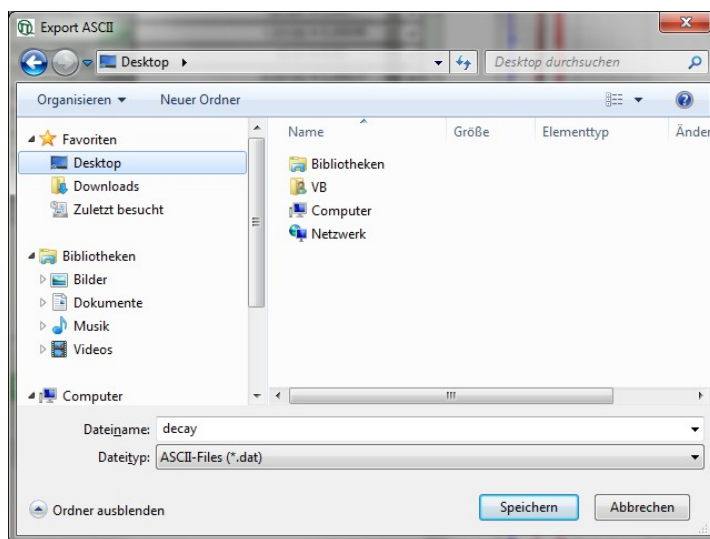 Export ASCII
Desktop
Desktop durchsuchen
Organisieren
Neuer Ordner
Name Größe Elementtyp Änder
Favoriten
Desktop
Downloads
Zuletzt besucht
Bibliotheken
Bilder
Dokumente
Musik
Videos
Computer
Bibliotheken
VB
Computer
Netzwerk
Dateiname: decay
Dateityp: ASCII-Files (*.dat)
Ordner ausblenden
Speichern
Abbrechen